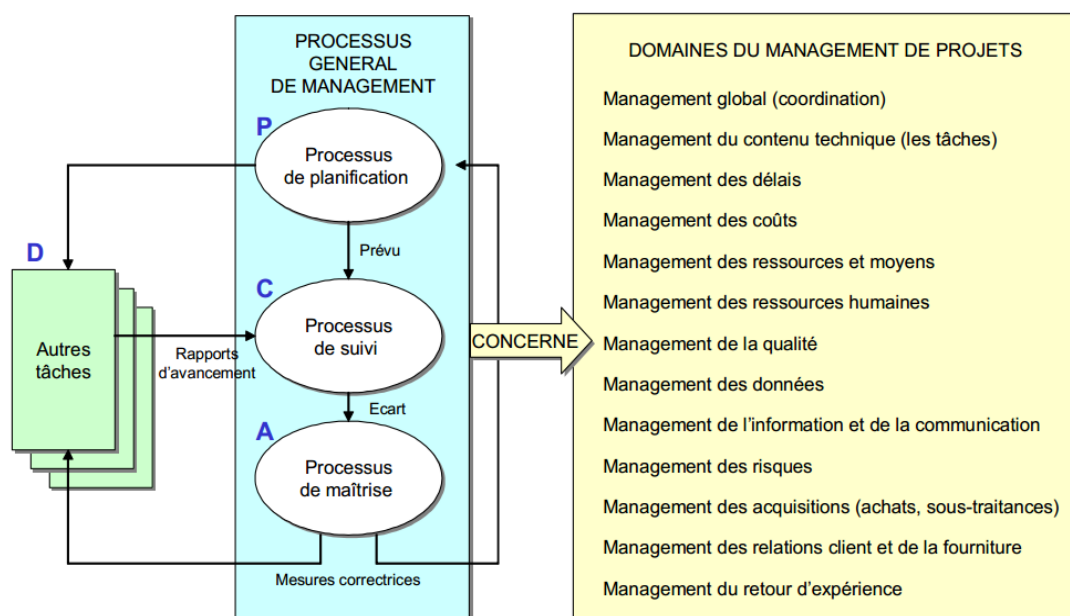 PROCESSUS
GENERAL
DE MANAGEMENT
P
Processus
de planification
Prévu
D
Autres
tâches
Rapports
d'avancement
C
Processus
de suivi
Ecart
A
Processus
de maîtrise
Mesures correctrices
CONCERNE
DOMAINES DU MANAGEMENT DE PROJETS
Management global (coordination)
Management du contenu technique (les tâches)
Management des délais
Management des coûts
Management des ressources et moyens
Management des ressources humaines
Management de la qualité
Management des données
Management de l'information et de la communication
Management des risques
Management des acquisitions (achats, sous-traitances)
Management des relations client et de la fourniture
Management du retour d'expérience